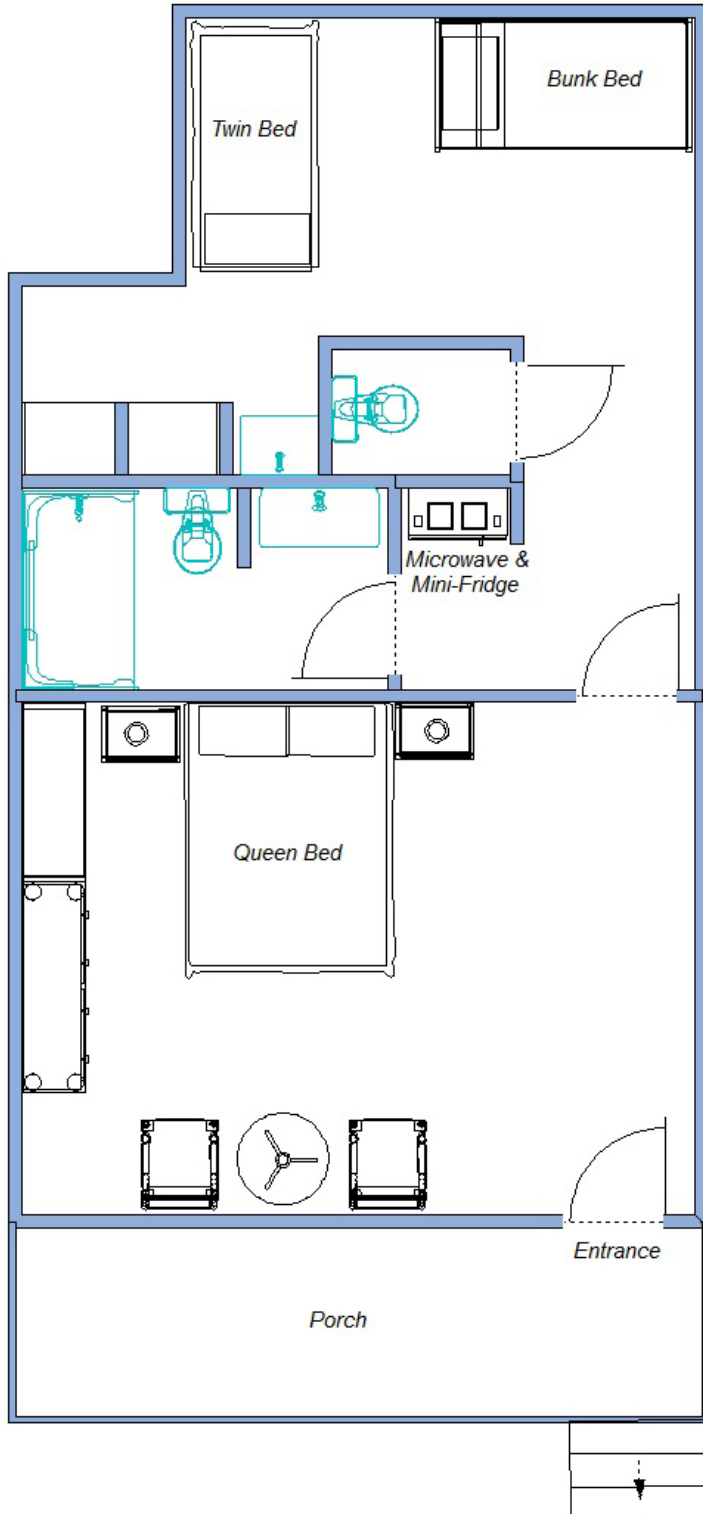 Bunk Bed
Twin Bed
Microwave &
Mini-Fridge
Queen Bed
Entrance
Porch